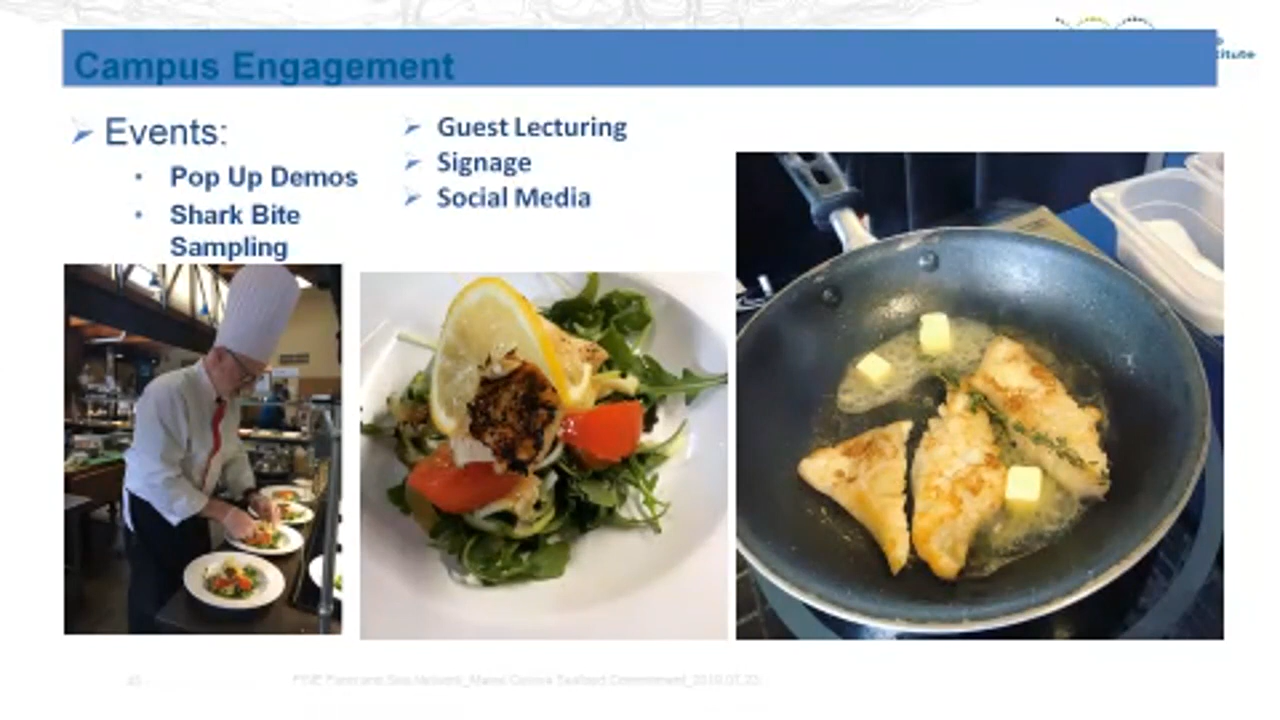 Campus Engagement
Events:
Pop Up Demos
Shark Bite
Sampling
Guest Lecturing
Signage
Social Media